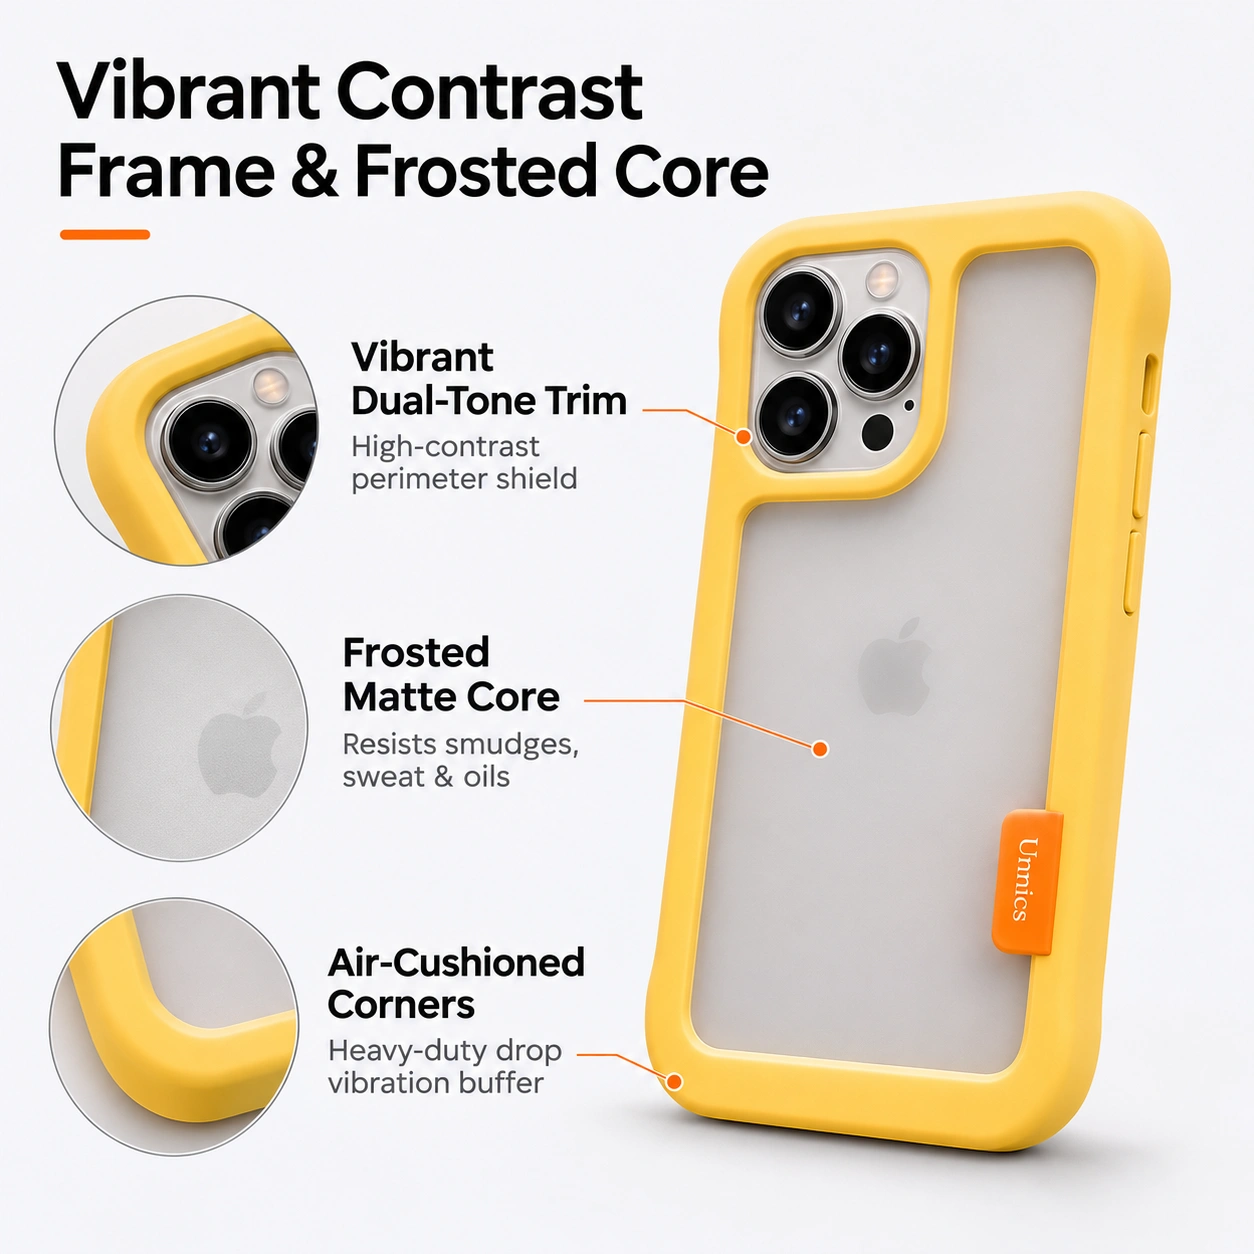 Vibrant Contrast
Frame & Frosted Core
Vibrant
Dual-Tone Trim
High-contrast
perimeter shield
Frosted
Matte Core
Resists smudges,
sweat & oils
Unnics
Air-Cushioned
Corners
Heavy-duty drop
vibration buffer